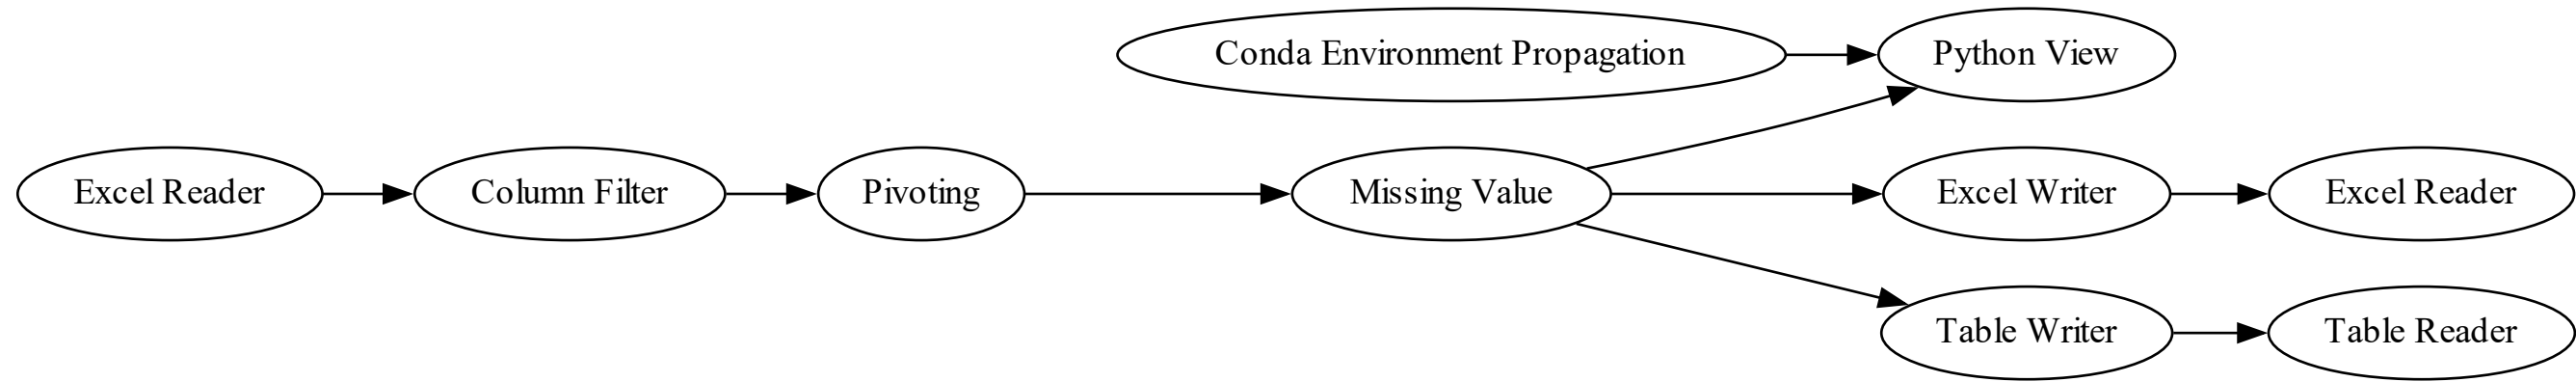 Conda Environment Propagation
Python View
Excel Reader
Column Filter
Pivoting
Missing Value
Excel Writer
Excel Reader
Table Writer
Table Reader